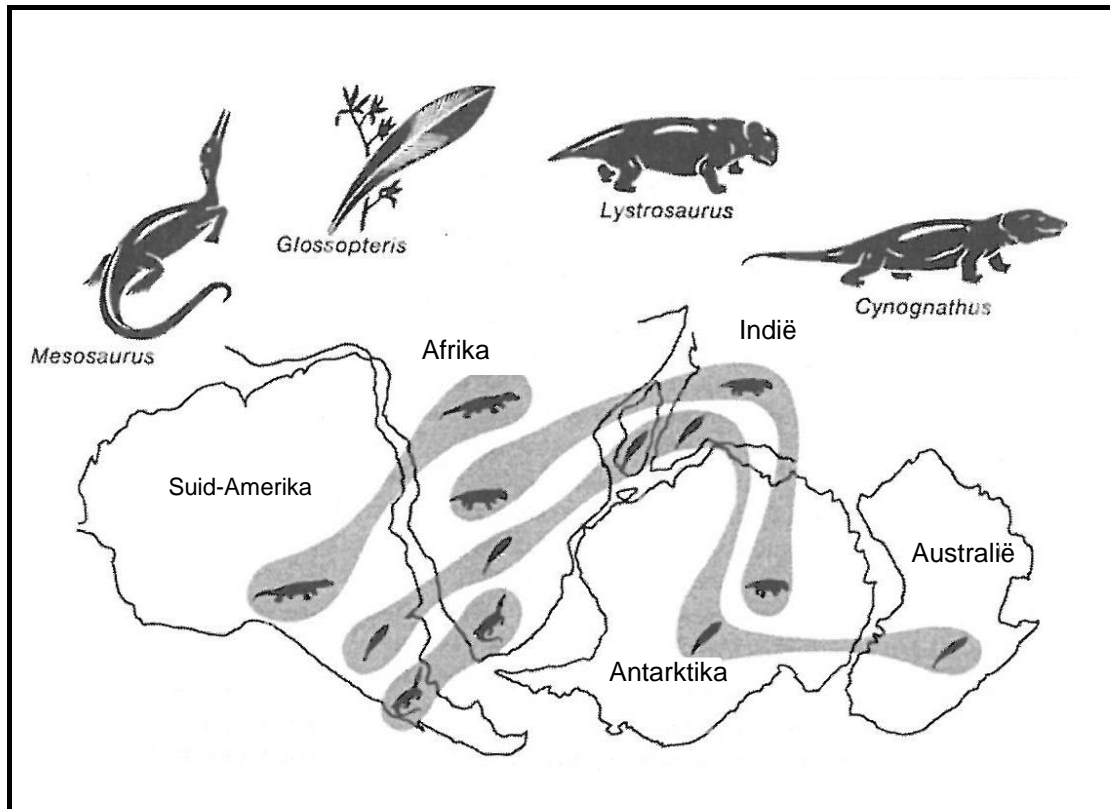 Glossopteris
Lystrosaurus
Cynognathus
Mesosaurus
Afrika
Indië
Suid-Amerika
Australië
Antarktika